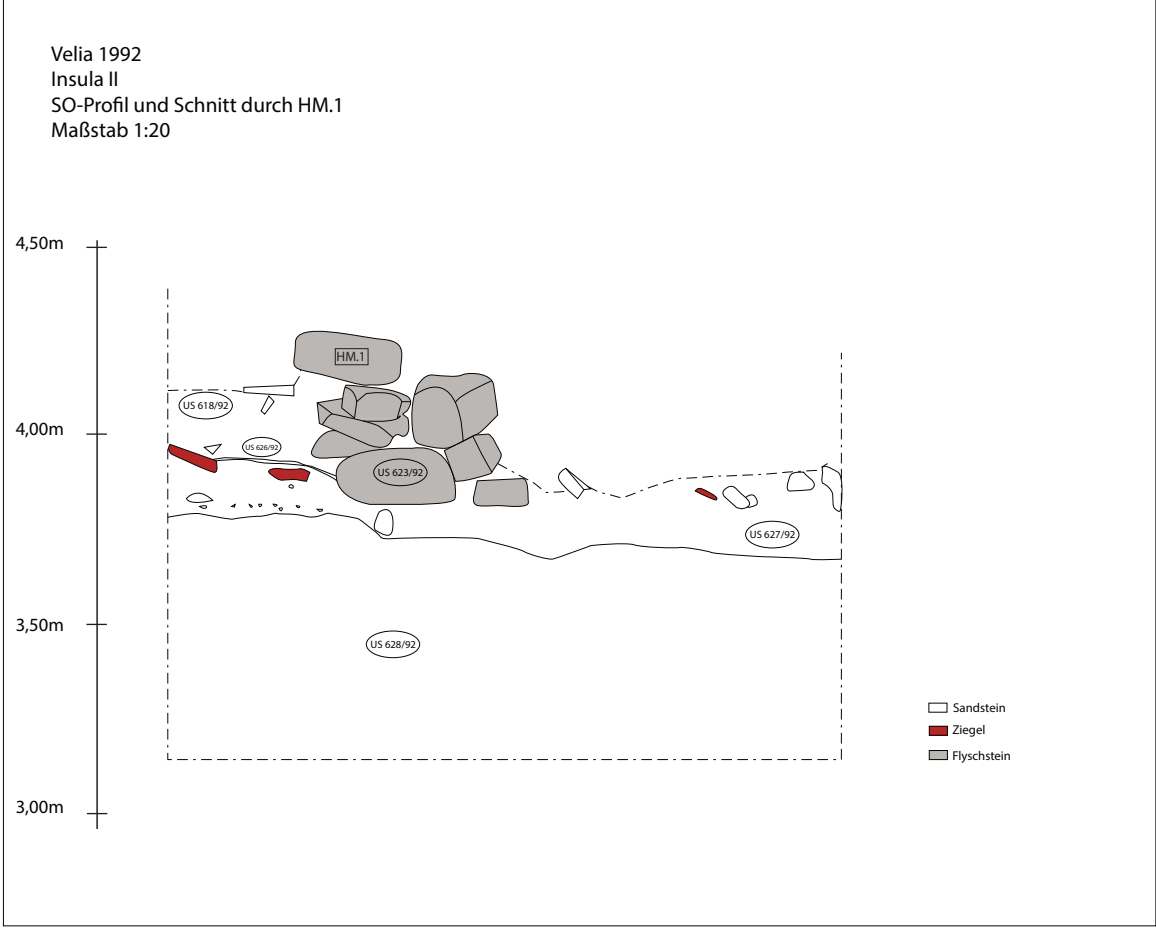 Velia 1992
Insula II
SO-Profil und Schnitt durch HM.1
Maßstab 1:20
4,50m
HM.1
US 618/92
4,00m
US 626/92
US 623/92
US 627/92
3,50m
US 628/92
Sandstein
Ziegel
Flyschstein
3,00m